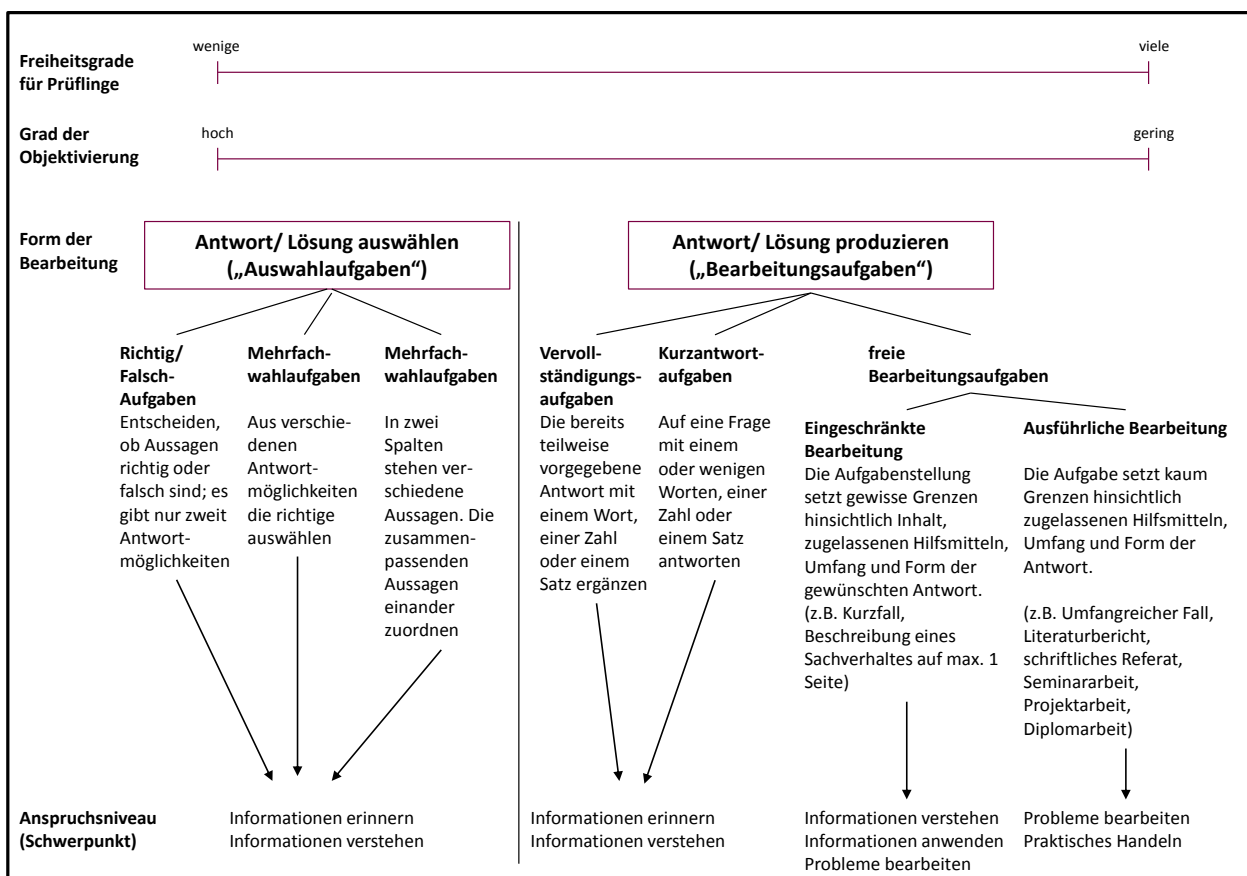 Freiheitsgrade
für Prüflinge
wenige
viele
Grad der
Objektivierung
hoch
gering
Form der
Bearbeitung
Antwort/ Lösung auswählen
(„Auswahlaufgaben“)
Antwort/ Lösung produzieren
(„Bearbeitungsaufgaben“)
Richtig/
Falsch-
Aufgaben
Entscheiden,
ob Aussagen
richtig oder
falsch sind; es
gibt nur zweit
Antwort-
möglichkeiten
Mehrfach-
wahlaufgaben
Aus verschie-
denen
Antwort-
möglichkeiten
die richtige
auswählen
Mehrfach-
wahlaufgaben
In zwei
Spalten
stehen ver-
schiedene
Aussagen. Die
zusammen-
passenden
Aussagen
einander
zuordnen
Vervoll-
ständigungs-
aufgaben
Die bereits
teilweise
vorgegebene
Antwort mit
einem Wort,
einer Zahl
oder einem
Satz ergänzen
Kurzantwort-
aufgaben
Auf eine Frage
mit einem
oder wenigen
Worten, einer
Zahl oder
einem Satz
antworten
freie
Bearbeitungsaufgaben
Eingeschränkte
Bearbeitung
Die Aufgabenstellung
setzt gewisse Grenzen
hinsichtlich Inhalt,
zugelassenen Hilfsmitteln,
Umfang und Form der
gewünschten Antwort.
(z.B. Kurzfall,
Beschreibung eines
Sachverhaltes auf max. 1
Seite)
Ausführliche Bearbeitung
Die Aufgabe setzt kaum
Grenzen hinsichtlich
zugelassenen Hilfsmitteln,
Umfang und Form der
Antwort.
(z.B. Umfangreicher Fall,
Literaturbericht,
schriftliches Referat,
Seminararbeit,
Projektarbeit,
Diplomarbeit)
Anspruchsniveau
(Schwerpunkt)
Informationen erinnern
Informationen verstehen
Informationen erinnern
Informationen verstehen
Informationen verstehen
Informationen anwenden
Probleme bearbeiten
Probleme bearbeiten
Praktisches Handeln